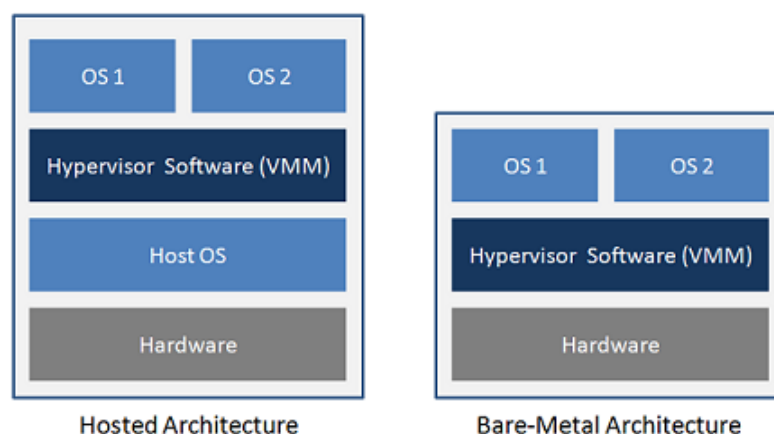 OS 1
OS 2
Hypervisor Software (VMM)
Host OS
Hardware
Hosted Architecture
OS 1
OS 2
Hypervisor Software (VMM)
Hardware
Bare-Metal Architecture